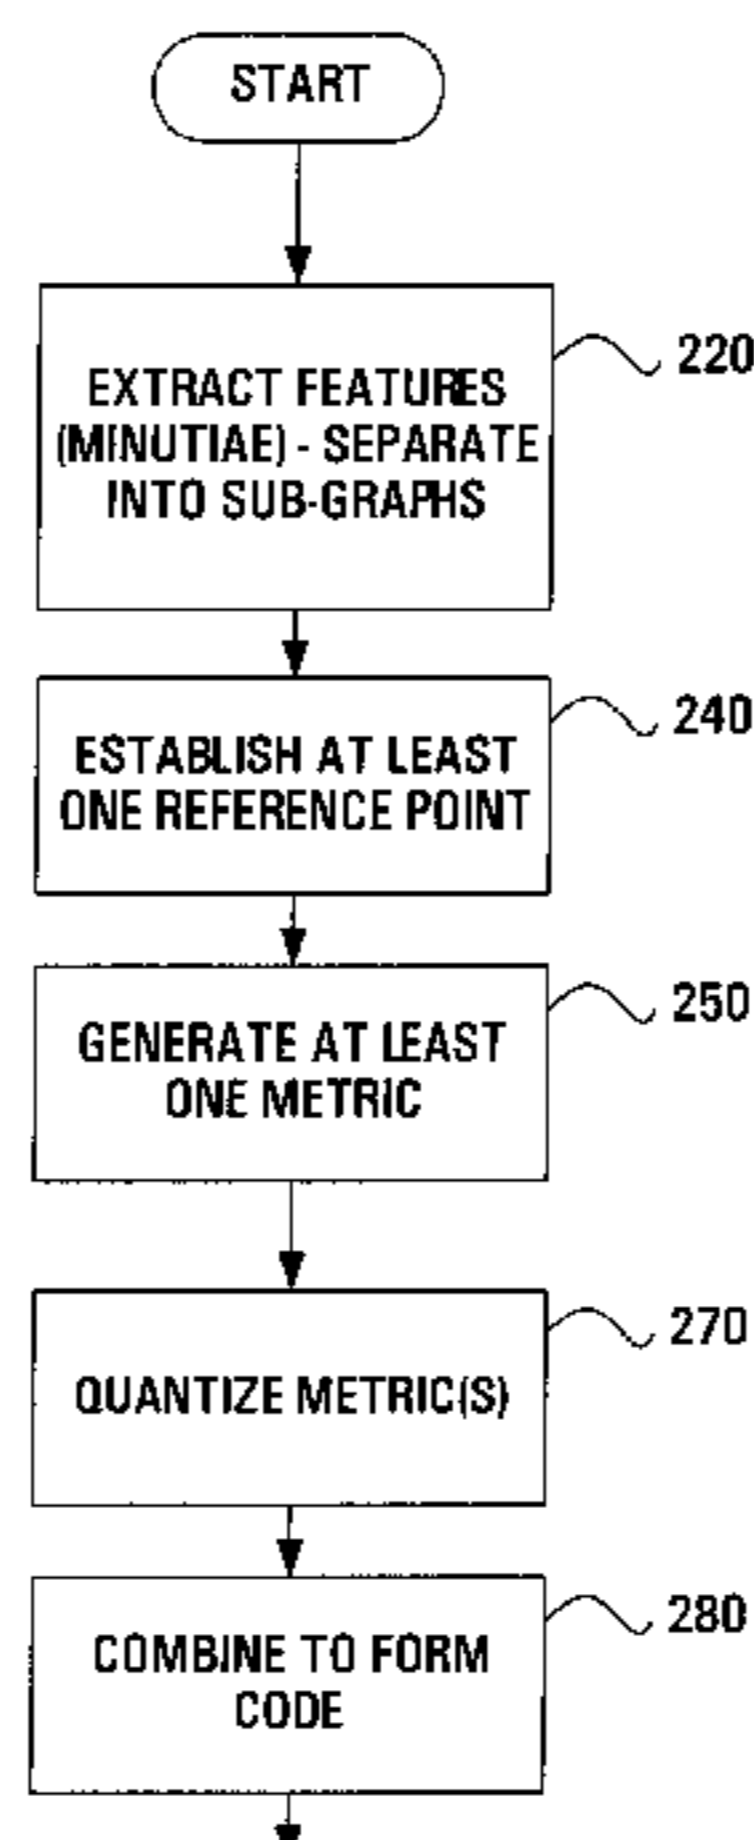 START
EXTRACT FEATURES
(MINUTIAE) - SEPARATE
INTO SUB-GRAPHS
220
ESTABLISH AT LEAST
ONE REFERENCE POINT
240
GENERATE AT LEAST
ONE METRIC
250
QUANTIZE METRIC(S)
270
COMBINE TO FORM
CODE
280